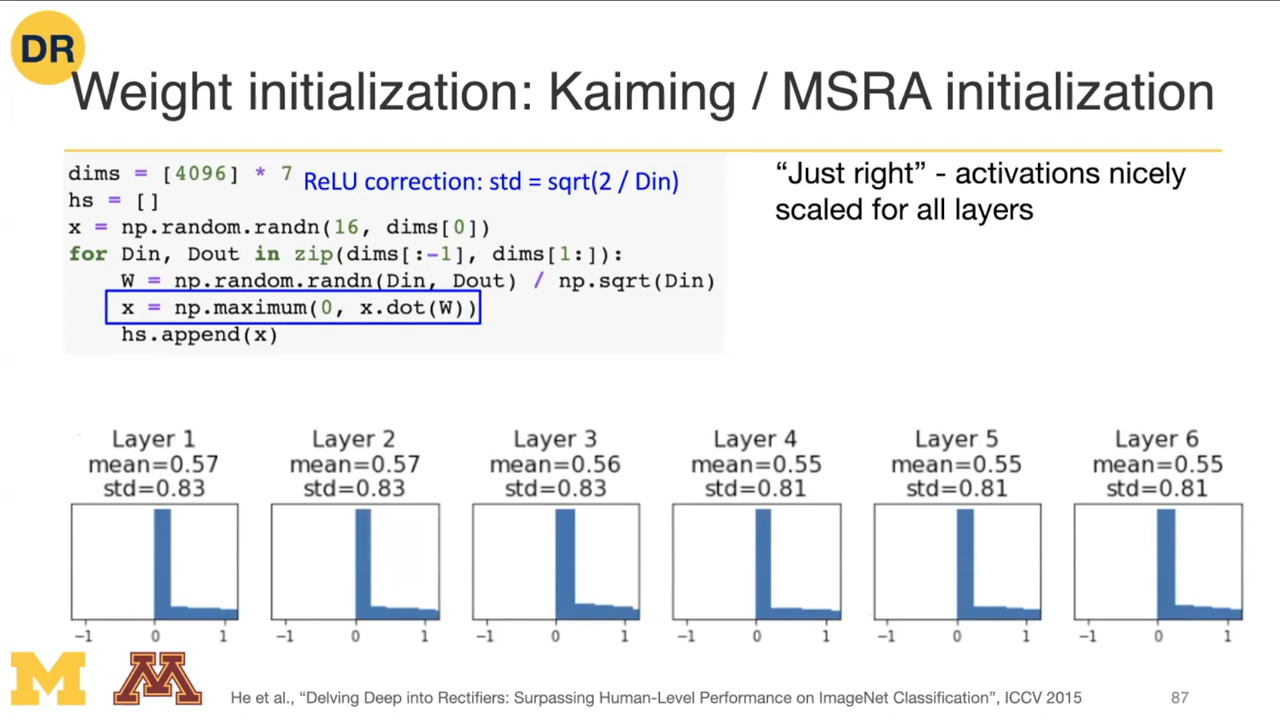 DR
Weight initialization: Kaiming / MSRA initialization
dims = [4096] * 7 ReLU correction: std = sqrt(2 / Din)
hs = []
x = np.random.randn(16, dims[0])
for Din, Dout in zip(dims[:-1], dims[1:]):
W = np.random.randn(Din, Dout) / np.sqrt(Din)
x = np.maximum(0, x.dot(W))
hs.append(x)
“Just right” - activations nicely
scaled for all layers
Layer 1
mean=0.57
std=0.83
−1 0 1
Layer 2
mean=0.57
std=0.83
−1 0 1
Layer 3
mean=0.56
std=0.83
−1 0 1
Layer 4
mean=0.55
std=0.81
−1 0 1
Layer 5
mean=0.55
std=0.81
−1 0 1
Layer 6
mean=0.55
std=0.81
−1 0 1
M M
He et al., “Delving Deep into Rectifiers: Surpassing Human-Level Performance on ImageNet Classification”, ICCV 2015
87